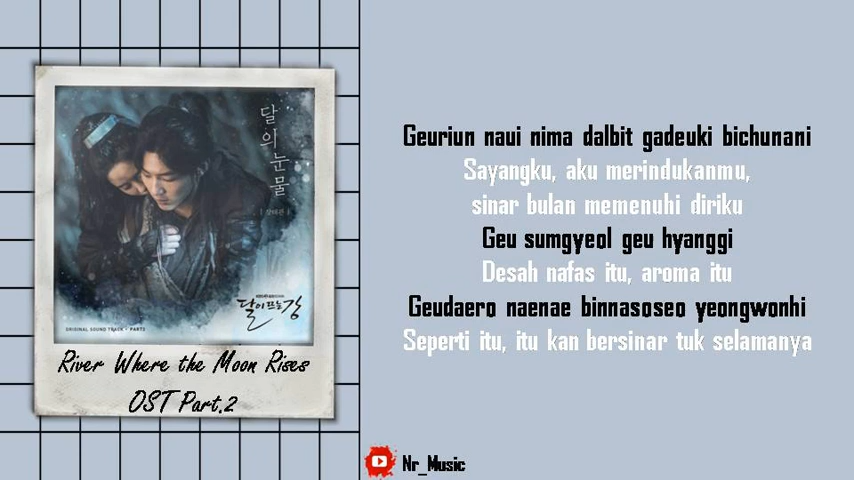 달의 눈물
ORIGINAL SOUND TRACK • PART2
달이 뜨는 강
River Where the Moon Rises
OST Part.2
Geuriun naui nima dalbit gadeuki bichunani
Sayangku, aku merindukanmu,
sinar bulan memenuhi diriku
Geu sumgyeol geu hyanggi
Desah nafas itu, aroma itu
Geudaero naenae binnasoseo yeongwonhi
Seperti itu, itu kan bersinar tuk selamanya
Nr_Music